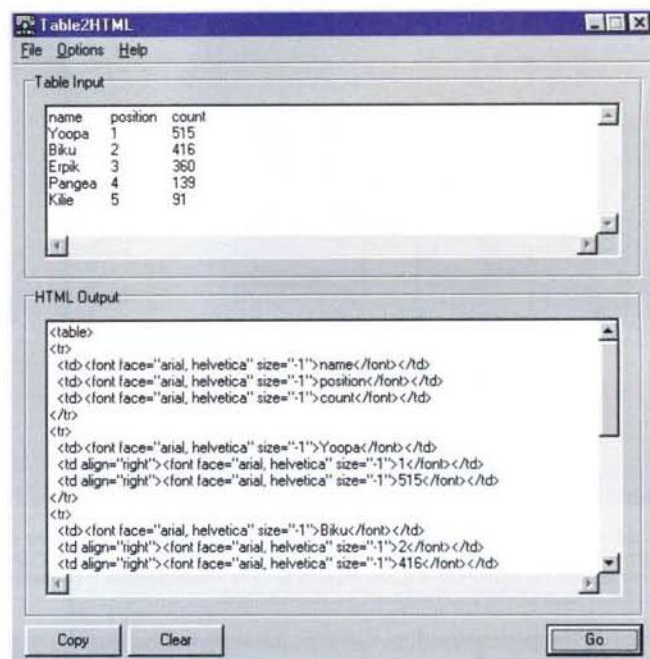 Table2HTML
File Options Help
Table Input
name position count
Yoopa 1 515
Biku 2 416
Erpik 3 360
Pangea 4 139
Kilie 5 91
HTML Output
<table>
<tr>
<td><font face="arial, helvetica" size="-1">name</font></td>
<td><font face="arial, helvetica" size="-1">position</font></td>
<td><font face="arial, helvetica" size="-1">count</font></td>
</tr>
<tr>
<td><font face="arial, helvetica" size="-1">Yoopa</font></td>
<td align="right"><font face="arial, helvetica" size="-1">1</font></td>
<td align="right"><font face="arial, helvetica" size="-1">515</font></td>
</tr>
<tr>
<td><font face="arial, helvetica" size="-1">Biku</font></td>
<td align="right"><font face="arial, helvetica" size="-1">2</font></td>
<td align="right"><font face="arial, helvetica" size="-1">416</font></td>
Copy Clear Go